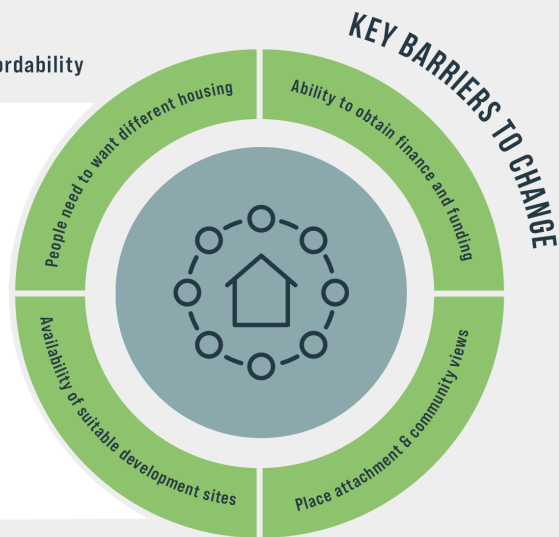 ordability
KEY BARRIERS TO CHANGE
People need to want different housing
Ability to obtain finance and funding
Availability of suitable development sites
Place attachment & community views